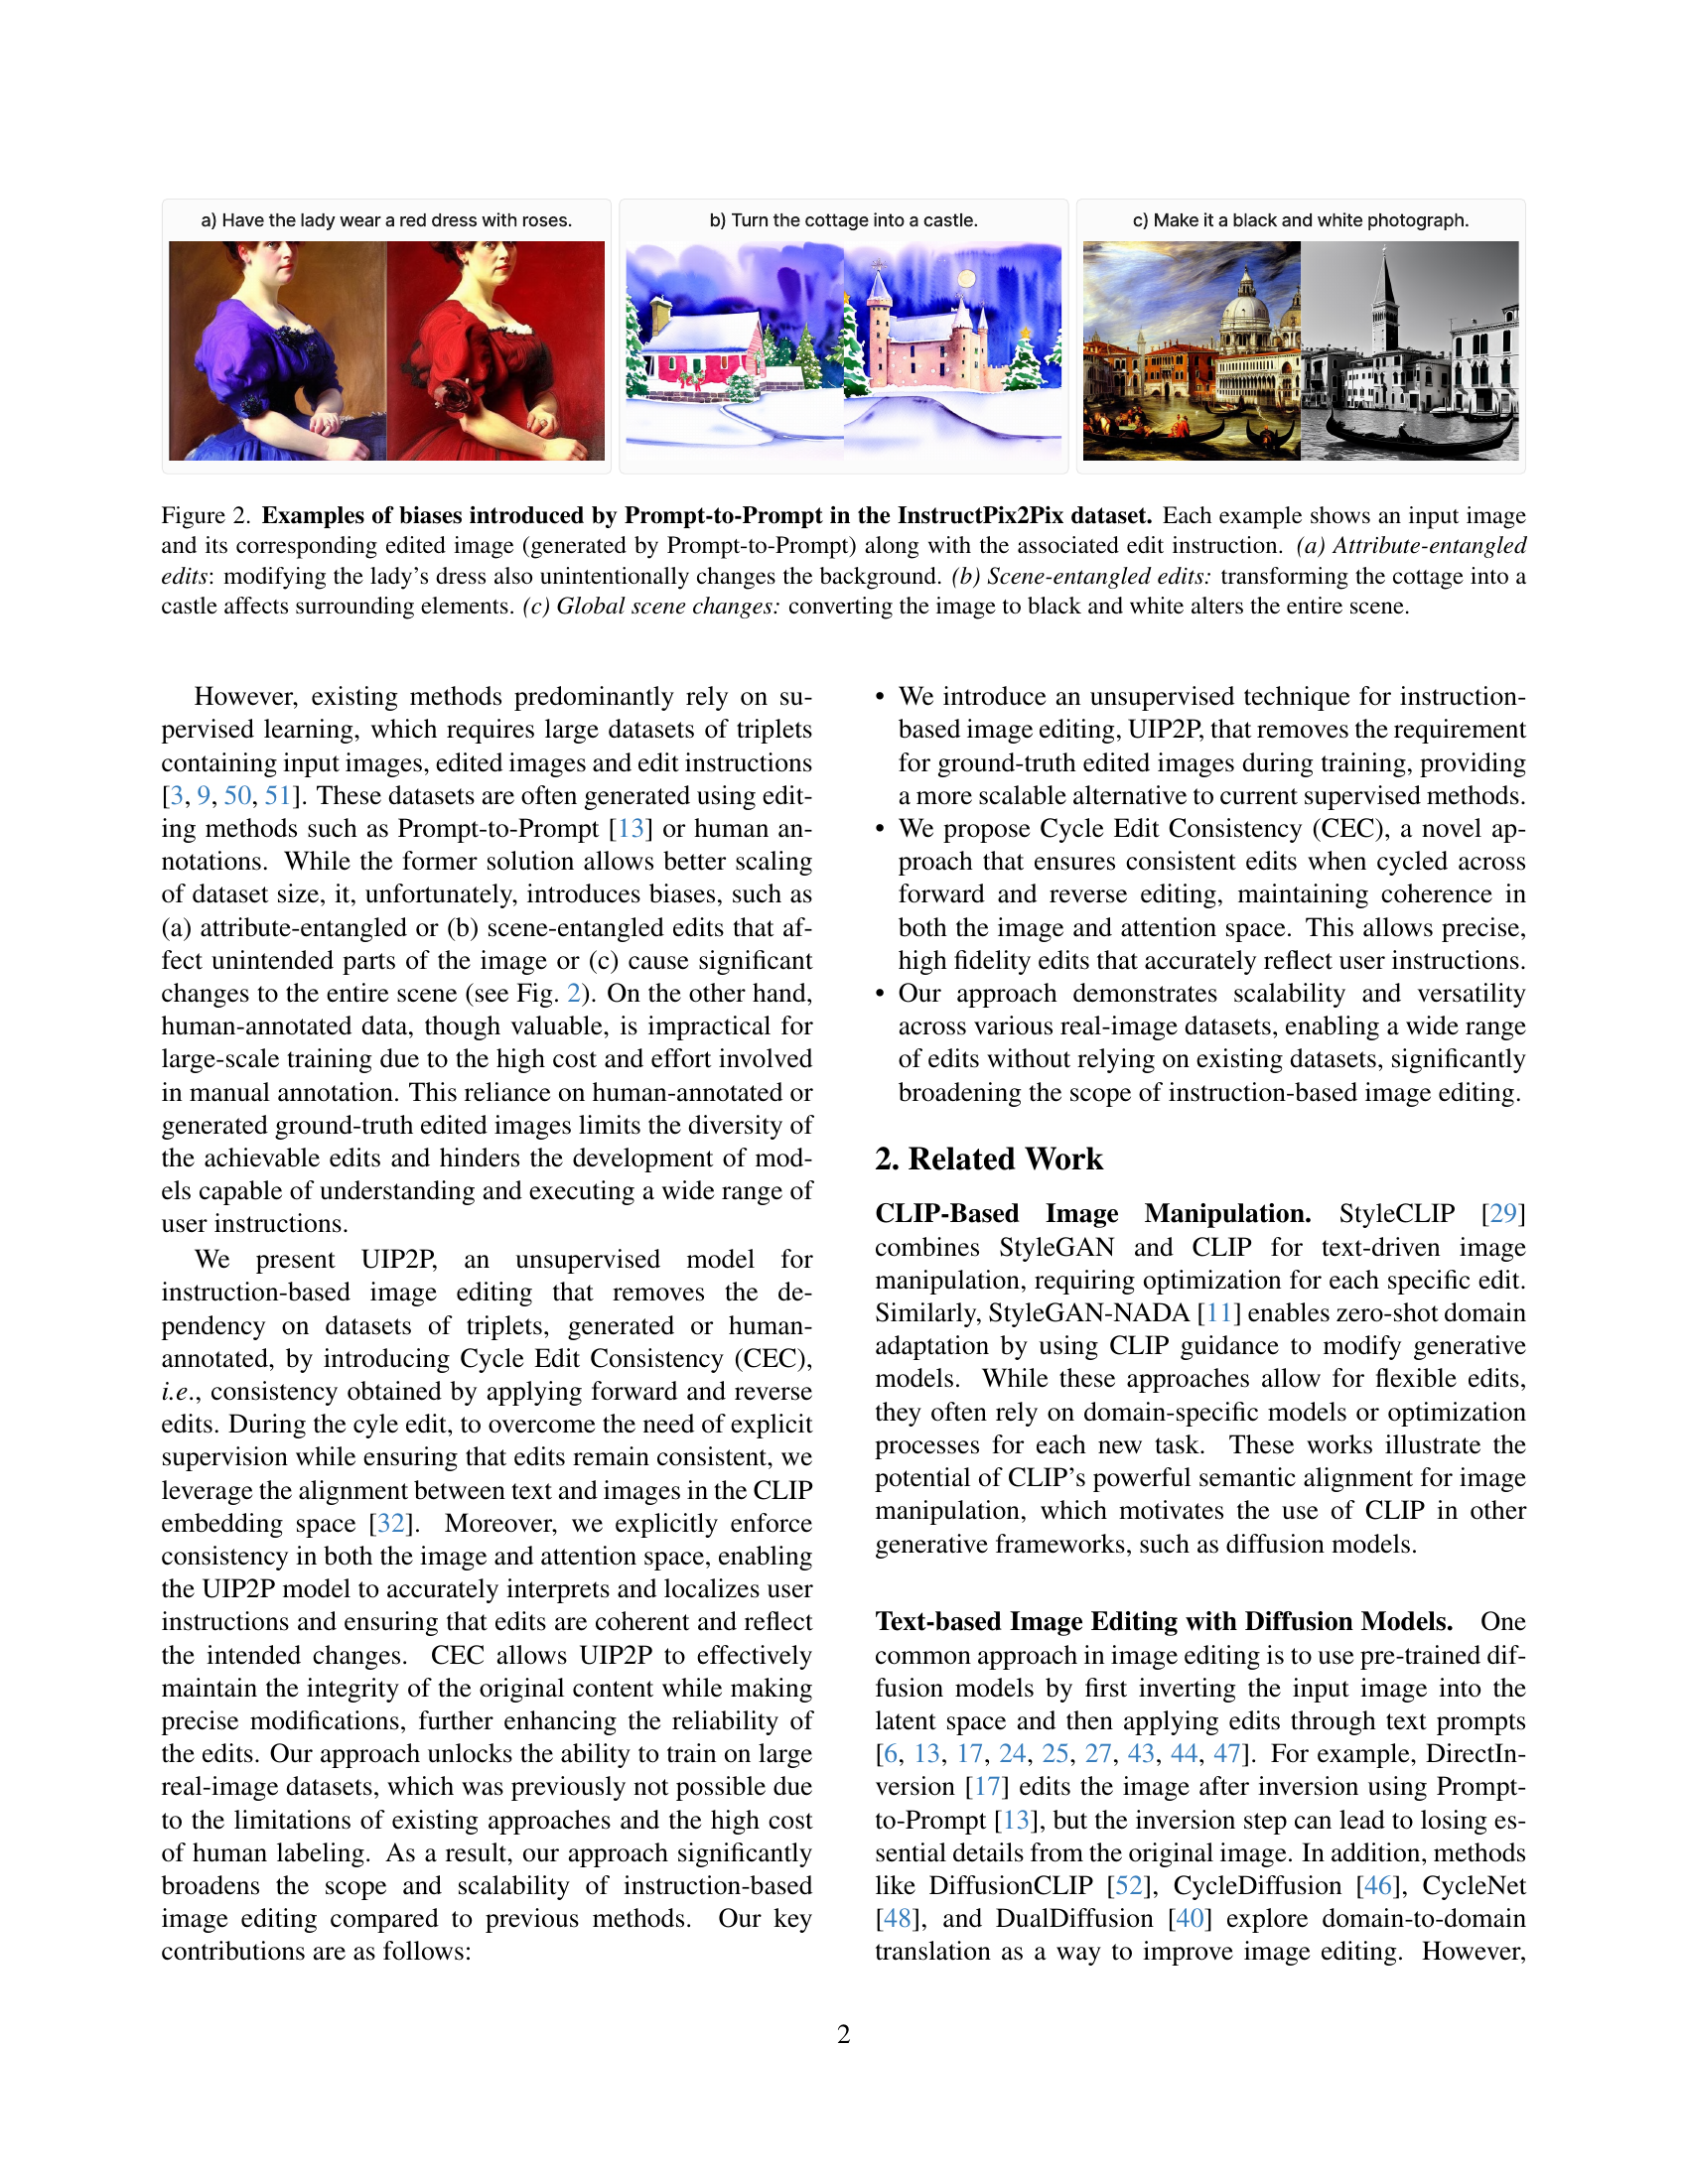 a) Have the lady wear a red dress with roses.
b) Turn the cottage into a castle.
c) Make it a black and white photograph.
Figure 2. Examples of biases introduced by Prompt-to-Prompt in the InstructPix2Pix dataset. Each example shows an input image
and its corresponding edited image (generated by Prompt-to-Prompt) along with the associated edit instruction. (a) Attribute-entangled
edits: modifying the lady's dress also unintentionally changes the background. (b) Scene-entangled edits: transforming the cottage into a
castle affects surrounding elements. (c) Global scene changes: converting the image to black and white alters the entire scene.
However, existing methods predominantly rely on su-
pervised learning, which requires large datasets of triplets
containing input images, edited images and edit instructions
[3, 9, 50, 51]. These datasets are often generated using edit-
ing methods such as Prompt-to-Prompt [13] or human an-
notations. While the former solution allows better scaling
of dataset size, it, unfortunately, introduces biases, such as
(a) attribute-entangled or (b) scene-entangled edits that af-
fect unintended parts of the image or (c) cause significant
changes to the entire scene (see Fig. 2). On the other hand,
human-annotated data, though valuable, is impractical for
large-scale training due to the high cost and effort involved
in manual annotation. This reliance on human-annotated or
generated ground-truth edited images limits the diversity of
the achievable edits and hinders the development of mod-
els capable of understanding and executing a wide range of
user instructions.
We present UIP2P, an unsupervised model for
instruction-based image editing that removes the de-
pendency on datasets of triplets, generated or human-
annotated, by introducing Cycle Edit Consistency (CEC),
i.e., consistency obtained by applying forward and reverse
edits. During the cyle edit, to overcome the need of explicit
supervision while ensuring that edits remain consistent, we
leverage the alignment between text and images in the CLIP
embedding space [32]. Moreover, we explicitly enforce
consistency in both the image and attention space, enabling
the UIP2P model to accurately interprets and localizes user
instructions and ensuring that edits are coherent and reflect
the intended changes. CEC allows UIP2P to effectively
maintain the integrity of the original content while making
precise modifications, further enhancing the reliability of
the edits. Our approach unlocks the ability to train on large
real-image datasets, which was previously not possible due
to the limitations of existing approaches and the high cost
of human labeling. As a result, our approach significantly
broadens the scope and scalability of instruction-based
image editing compared to previous methods. Our key
contributions are as follows:
• We introduce an unsupervised technique for instruction-
based image editing, UIP2P, that removes the requirement
for ground-truth edited images during training, providing
a more scalable alternative to current supervised methods.
• We propose Cycle Edit Consistency (CEC), a novel ap-
proach that ensures consistent edits when cycled across
forward and reverse editing, maintaining coherence in
both the image and attention space. This allows precise,
high fidelity edits that accurately reflect user instructions.
• Our approach demonstrates scalability and versatility
across various real-image datasets, enabling a wide range
of edits without relying on existing datasets, significantly
broadening the scope of instruction-based image editing.
2. Related Work
CLIP-Based Image Manipulation. StyleCLIP [29]
combines StyleGAN and CLIP for text-driven image
manipulation, requiring optimization for each specific edit.
Similarly, StyleGAN-NADA [11] enables zero-shot domain
adaptation by using CLIP guidance to modify generative
models. While these approaches allow for flexible edits,
they often rely on domain-specific models or optimization
processes for each new task. These works illustrate the
potential of CLIP's powerful semantic alignment for image
manipulation, which motivates the use of CLIP in other
generative frameworks, such as diffusion models.
Text-based Image Editing with Diffusion Models. One
common approach in image editing is to use pre-trained dif-
fusion models by first inverting the input image into the
latent space and then applying edits through text prompts
[6, 13, 17, 24, 25, 27, 43, 44, 47]. For example, DirectIn-
version [17] edits the image after inversion using Prompt-
to-Prompt [13], but the inversion step can lead to losing es-
sential details from the original image. In addition, methods
like DiffusionCLIP [52], CycleDiffusion [46], CycleNet
[48], and DualDiffusion [40] explore domain-to-domain
translation as a way to improve image editing. However,
2